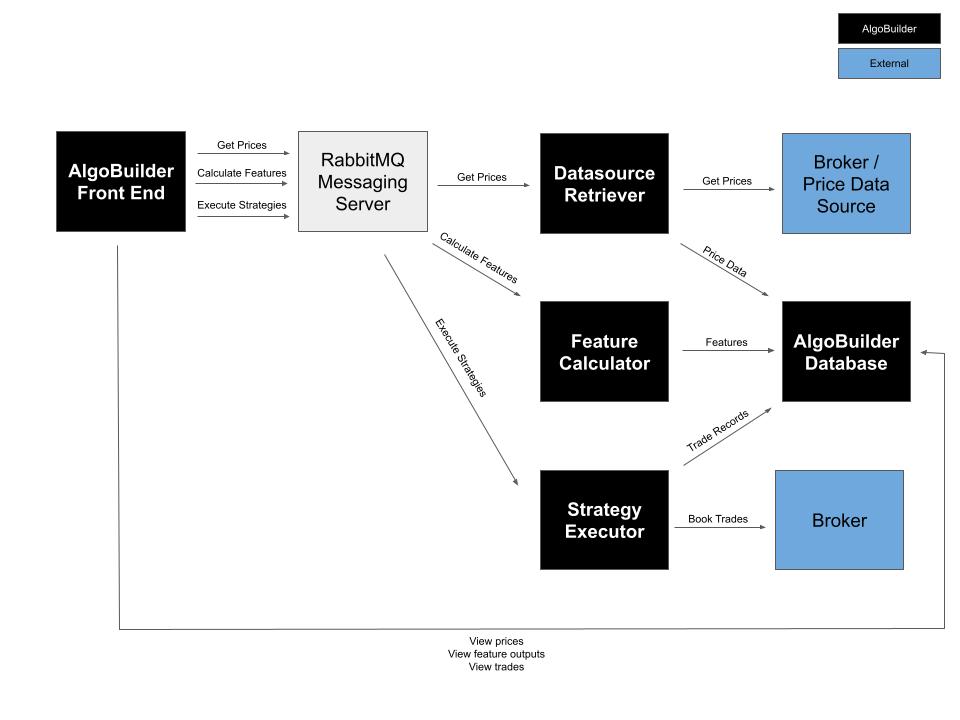 AlgoBuilder
External
AlgoBuilder
Front End
Get Prices
Calculate Features
Execute Strategies
RabbitMQ
Messaging
Server
Get Prices
Datasource
Retriever
Get Prices
Broker /
Price Data
Source
Calculate Features
Price Data
Execute Strategies
Feature
Calculator
Features
AlgoBuilder
Database
Trade Records
Strategy
Executor
Book Trades
Broker
View prices
View feature outputs
View trades